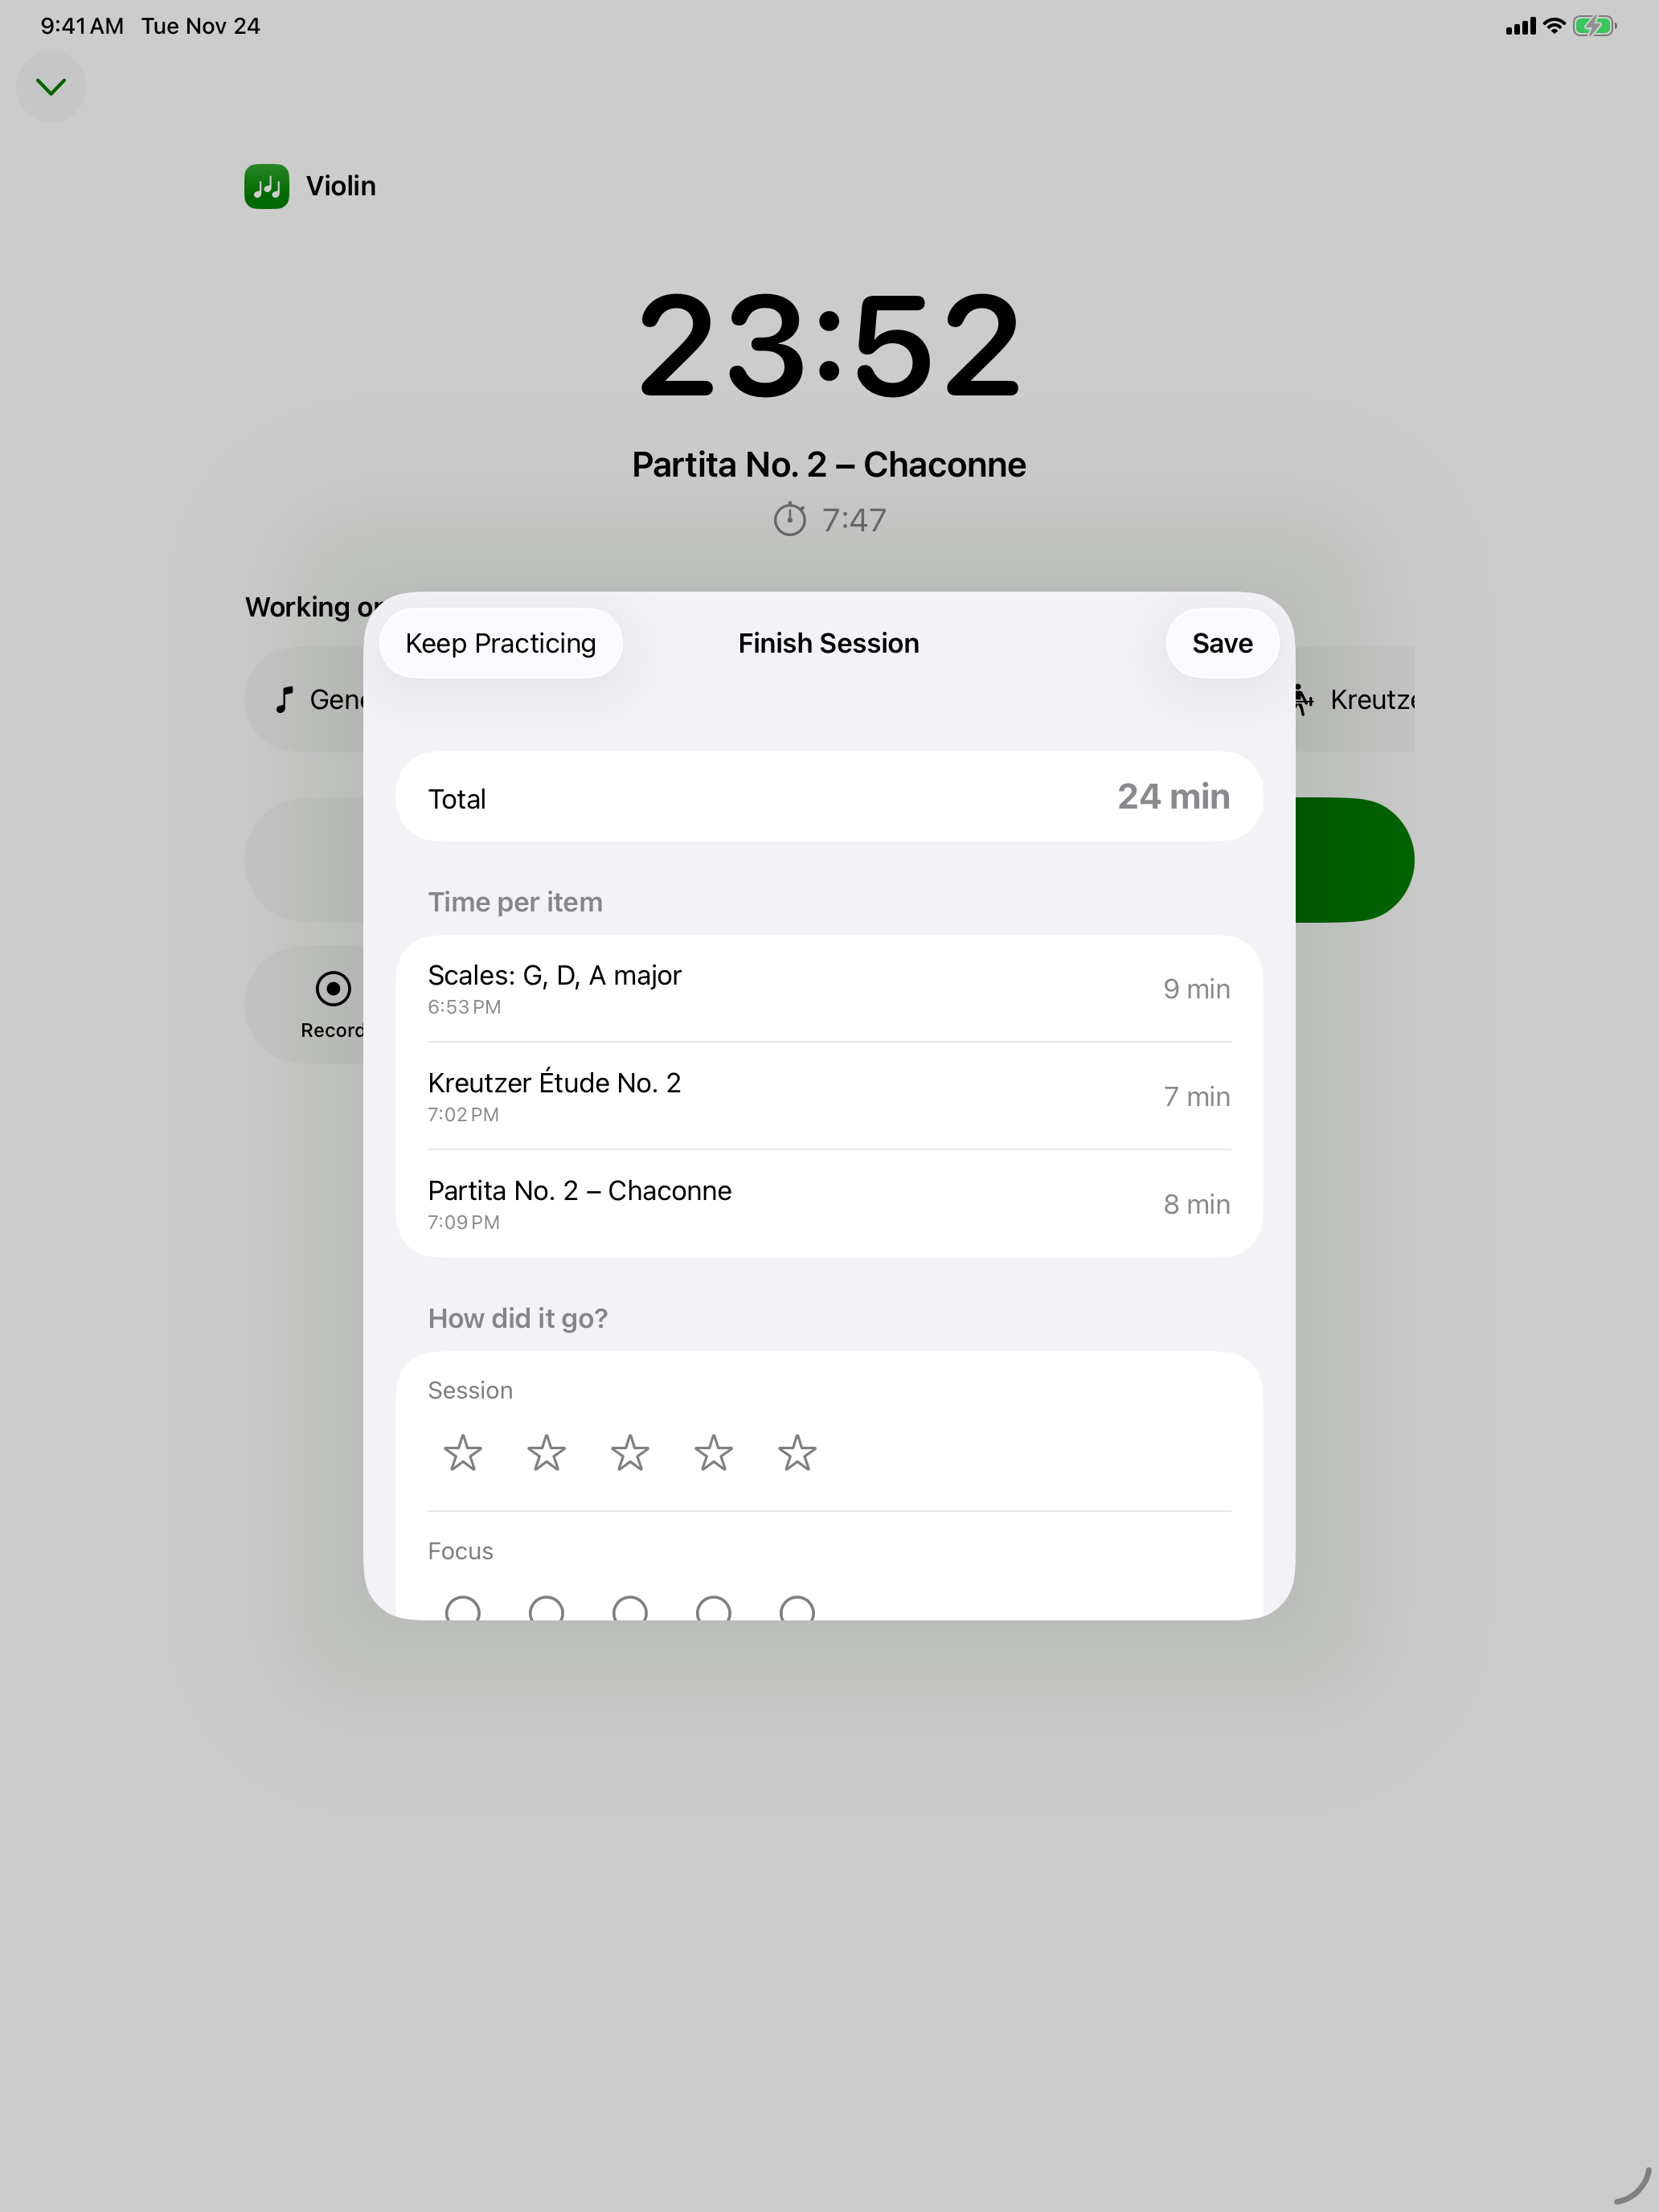 9:41 AM Tue Nov 24
Violin
23:52
Partita No. 2 – Chaconne
7:47
Working
Keep Practicing
Finish Session
Save
Total
24 min
Time per item
Scales: G, D, A major
6:53 PM
9 min
Kreutzer Étude No. 2
7:02 PM
7 min
Partita No. 2 – Chaconne
7:09 PM
8 min
How did it go?
Session
Focus
Record